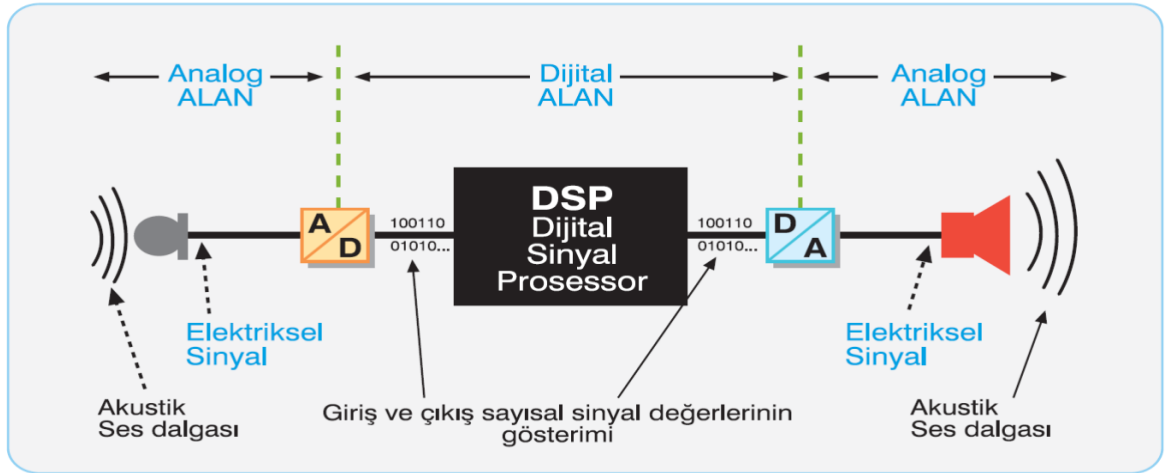 Analog
ALAN
Dijital
ALAN
Analog
ALAN
A
D
100110
01010...
DSP
Dijital
Sinyal
Prosessor
100110
01010...
D
A
Elektriksel
Sinyal
Elektriksel
Sinyal
Akustik
Ses dalgası
Giriş ve çıkış sayısal sinyal değerlerinin
gösterimi
Akustik
Ses dalgası